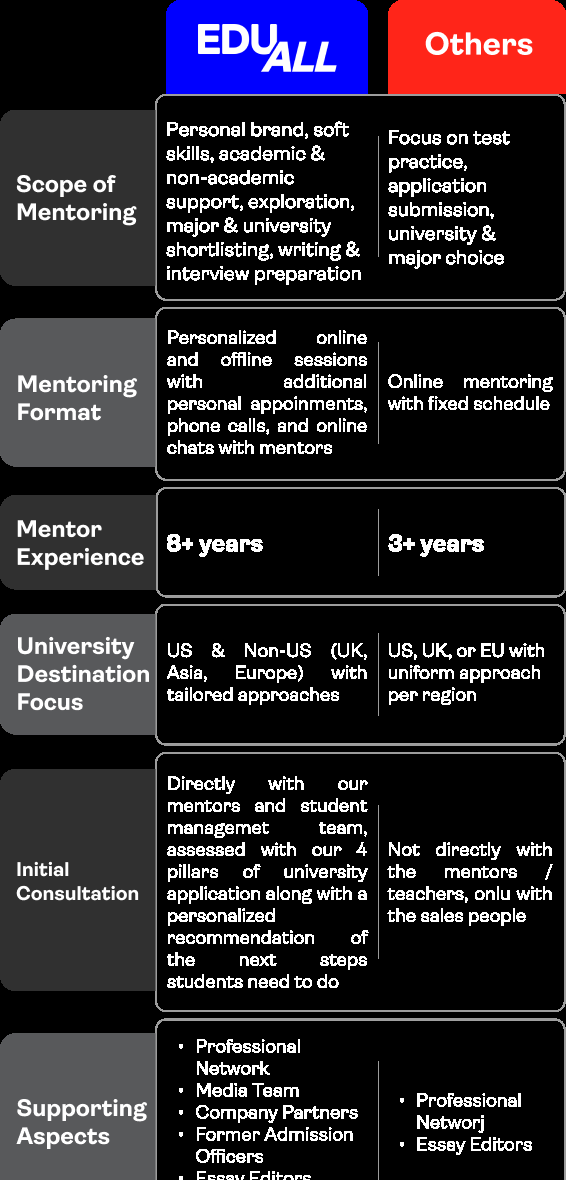 EDU
ALL
Others
Scope of
Mentoring
Personal brand, soft
skills, academic &
non-academic
support, exploration,
major & university
shortlisting, writing &
interview preparation
Focus on test
practice,
application
submission,
university &
major choice
Mentoring
Format
Personalized online
and offline sessions
with additional
personal appoinments,
phone calls, and online
chats with mentors
Online mentoring
with fixed schedule
Mentor
Experience
8+ years
3+ years
University
Destination
Focus
US & Non-US (UK,
Asia, Europe) with
tailored approaches
US, UK, or EU with
uniform approach
per region
Initial
Consultation
Directly with our
mentors and student
managemet team,
assessed with our 4
pillars of university
application along with a
personalized
recommendation of
the next steps
students need to do
Not directly with
the mentors /
teachers, onlu with
the sales people
Supporting
Aspects
• Professional
Network
• Media Team
• Company Partners
• Former Admission
Officers
• Essay Editors
• Professional
Networj
• Essay Editors